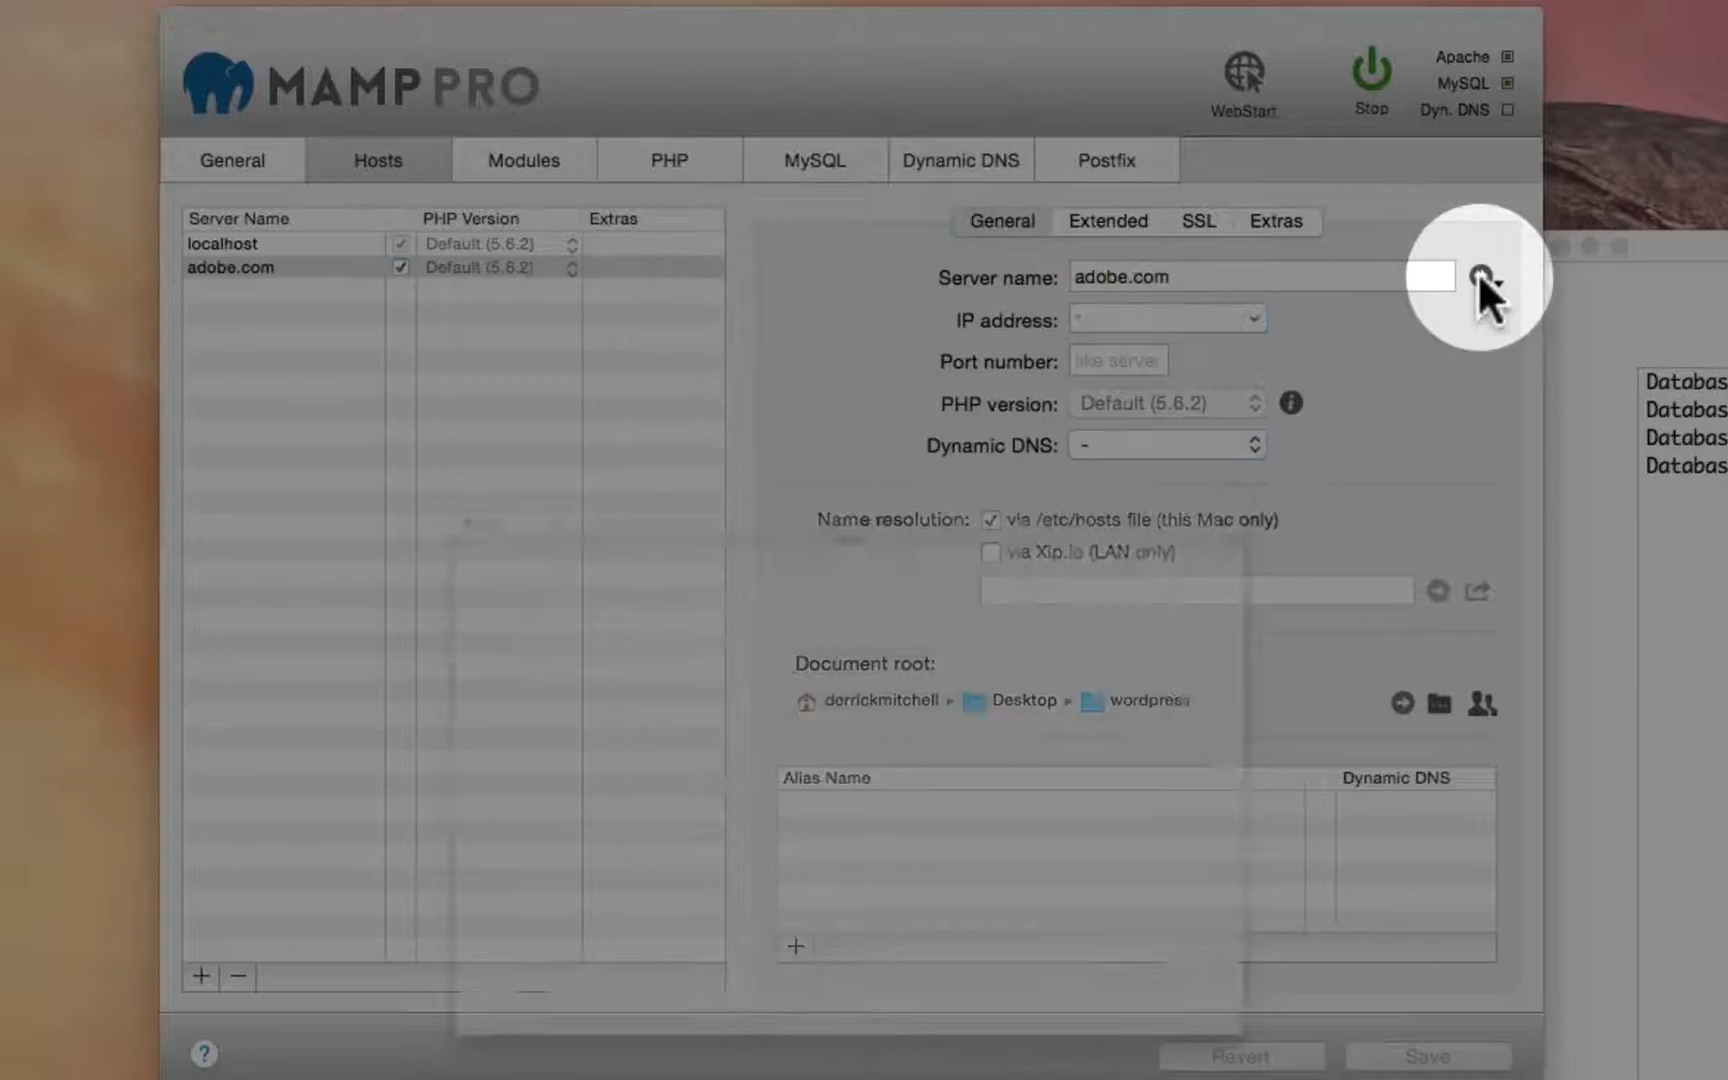 MAMP PRO
WebStart
Stop
Apache
MySQL
Dyn. DNS
General
Hosts
Modules
PHP
MySQL
Dynamic DNS
Postfix
Server Name
PHP Version
Extras
localhost
Default (5.6.2)
adobe.com
Default (5.6.2)
General
Extended
SSL
Extras
Server name:
adobe.com
IP address:
*
Port number:
like server
PHP version:
Default (5.6.2)
Dynamic DNS:
-
Name resolution:
via /etc/hosts file (this Mac only)
via Xip.io (LAN only)
Document root:
derrickmitchell
Desktop
wordpress
Alias Name
Dynamic DNS
+
+
−
?
Revert
Save
Databas
Databas
Databas
Databas